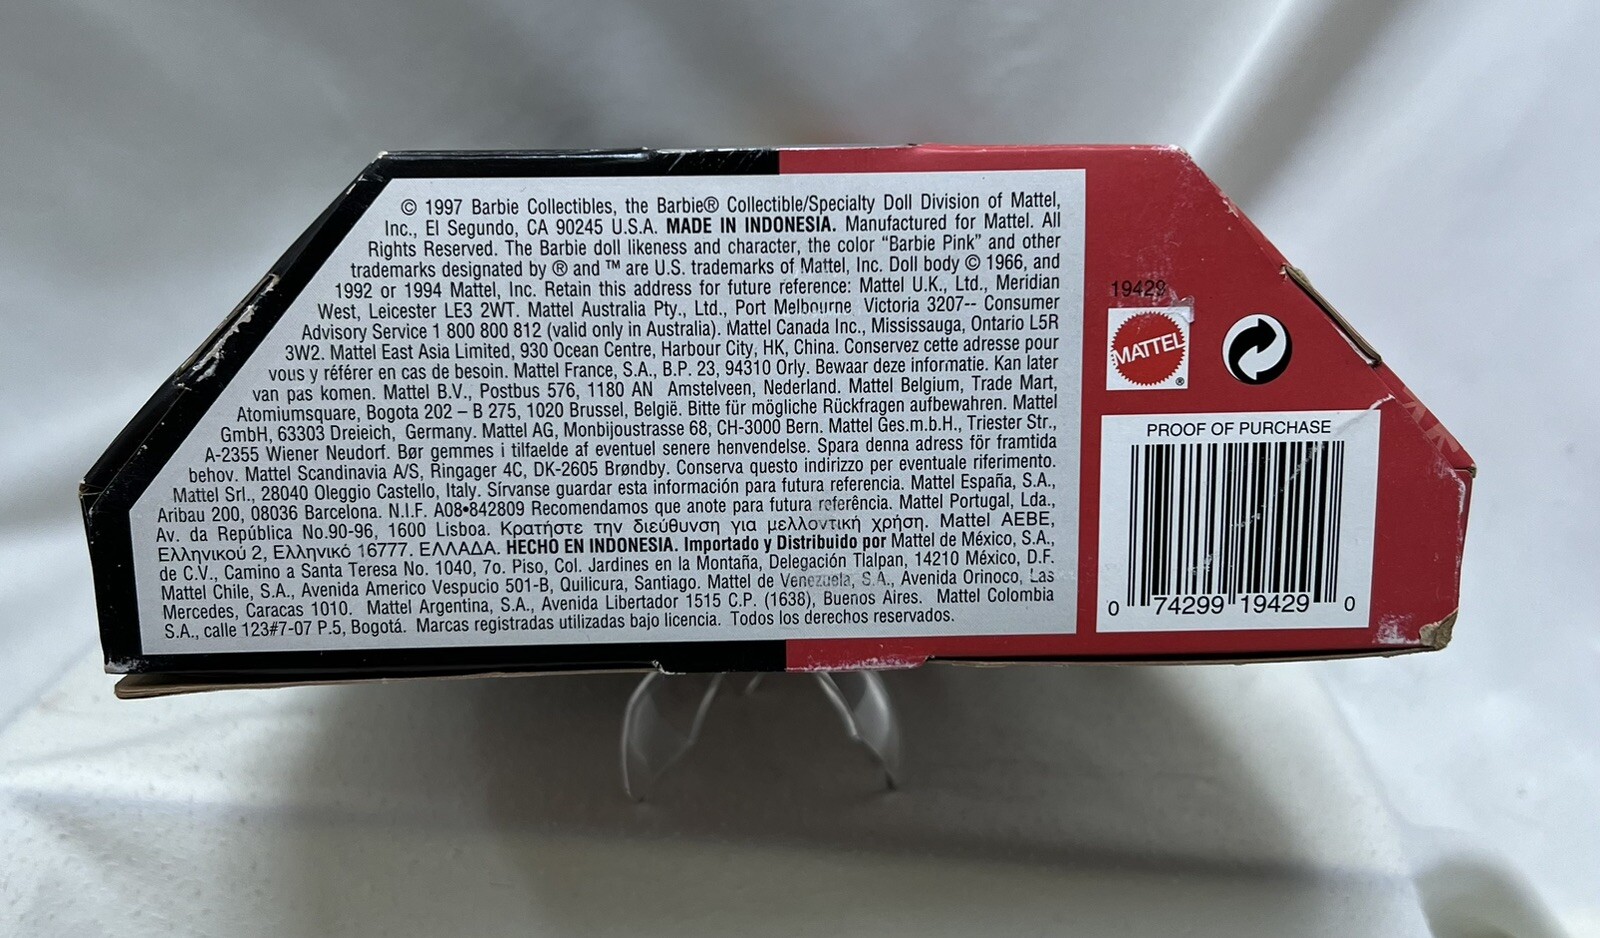 © 1997 Barbie Collectibles, the Barbie® Collectible/Specialty Doll Division of Mattel,
Inc., El Segundo, CA 90245 U.S.A. MADE IN INDONESIA. Manufactured for Mattel. All
Rights Reserved. The Barbie doll likeness and character, the color “Barbie Pink” and other
trademarks designated by ® and ™ are U.S. trademarks of Mattel, Inc. Doll body © 1966, and
1992 or 1994 Mattel, Inc. Retain this address for future reference: Mattel U.K., Ltd., Meridian
West, Leicester LE3 2WT. Mattel Australia Pty., Ltd., Port Melbourne Victoria 3207-- Consumer
Advisory Service 1 800 800 812 (valid only in Australia). Mattel Canada Inc., Mississauga, Ontario L5R
3W2. Mattel East Asia Limited, 930 Ocean Centre, Harbour City, HK, China. Conservez cette adresse pour
vous y référer en cas de besoin. Mattel France, S.A., B.P. 23, 94310 Orly. Bewaar deze informatie. Kan later
van pas komen. Mattel B.V., Postbus 576, 1180 AN Amstelveen, Nederland. Mattel Belgium, Trade Mart,
Atomiumsquare, Bogota 202 – B 275, 1020 Brussel, België. Bitte für mögliche Rückfragen aufbewahren. Mattel
GmbH, 63303 Dreieich, Germany. Mattel AG, Monbijoustrasse 68, CH-3000 Bern. Mattel Ges.m.b.H., Triester Str.,
A-2355 Wiener Neudorf. Bør gemmes i tilfaelde af eventuel senere henvendelse. Spara denna adress för framtida
behov. Mattel Scandinavia A/S, Ringager 4C, DK-2605 Brøndby. Conserva questo indirizzo per eventuale riferimento.
Mattel Srl., 28040 Oleggio Castello, Italy. Sírvanse guardar esta información para futura referencia. Mattel España, S.A.,
Aribau 200, 08036 Barcelona. N.I.F. A08•842809 Recomendamos que anote para futura referência. Mattel Portugal, Lda.,
Av. da República No.90-96, 1600 Lisboa. Κρατήστε την διεύθυνση για μελλοντική χρήση. Mattel AEBE,
Ελληνικού 2, Ελληνικό 16777. ΕΛΛΑΔΑ. HECHO EN INDONESIA. Importado y Distribuido por Mattel de México, S.A.,
de C.V., Camino a Santa Teresa No. 1040, 7o. Piso, Col. Jardines en la Montaña, Delegación Tlalpan, 14210 México, D.F.
Mattel Chile, S.A., Avenida Americo Vespucio 501-B, Quilicura, Santiago. Mattel de Venezuela, S.A., Avenida Orinoco, Las
Mercedes, Caracas 1010. Mattel Argentina, S.A., Avenida Libertador 1515 C.P. (1638), Buenos Aires. Mattel Colombia
S.A., calle 123#7-07 P.5, Bogotá. Marcas registradas utilizadas bajo licencia. Todos los derechos reservados.
19429
MATTEL®
PROOF OF PURCHASE
0 74299 19429 0